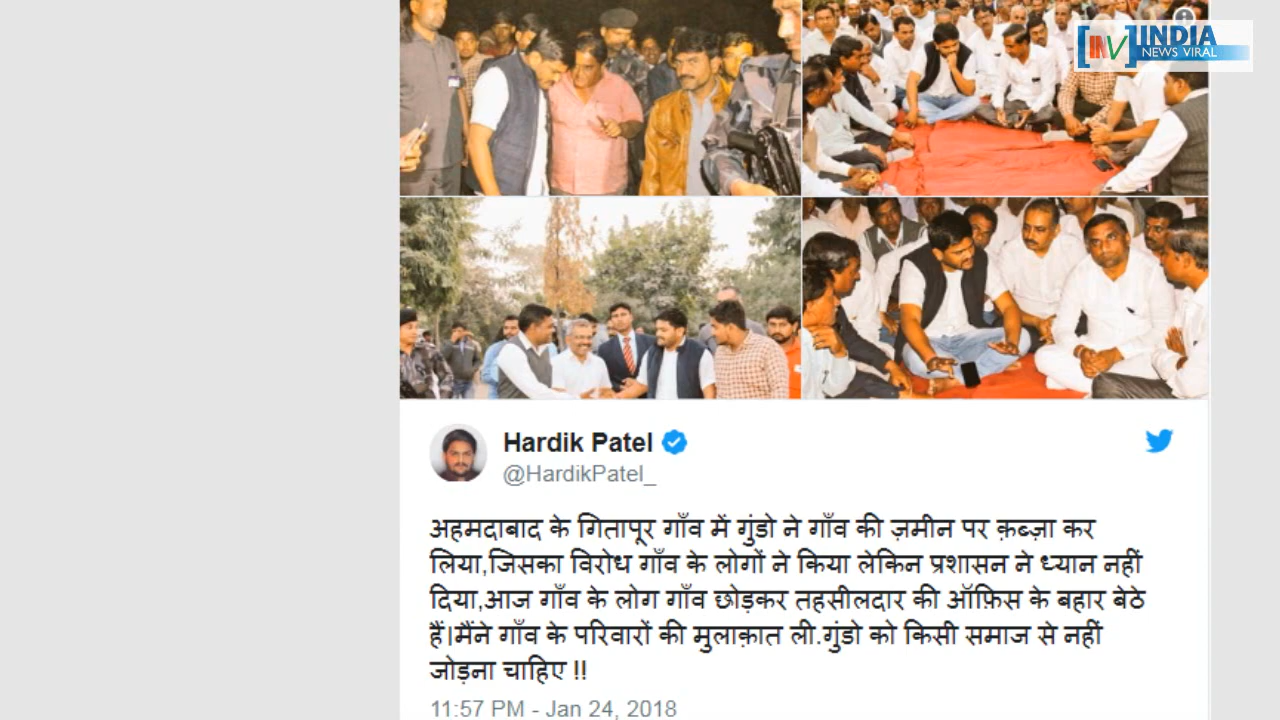 INDIA
NEWS VIRAL
Hardik Patel
@HardikPatel_
अहमदाबाद के गितापूर गाँव में गुंडो ने गाँव की ज़मीन पर क़ब्ज़ा कर
लिया,जिसका विरोध गाँव के लोगों ने किया लेकिन प्रशासन ने ध्यान नहीं
दिया,आज गाँव के लोग गाँव छोड़कर तहसीलदार की ऑफ़िस के बहार बेठे
हैं।मैंने गाँव के परिवारों की मुलाक़ात ली.गुंडो को किसी समाज से नहीं
जोड़ना चाहिए !!
11:57 PM - Jan 24, 2018